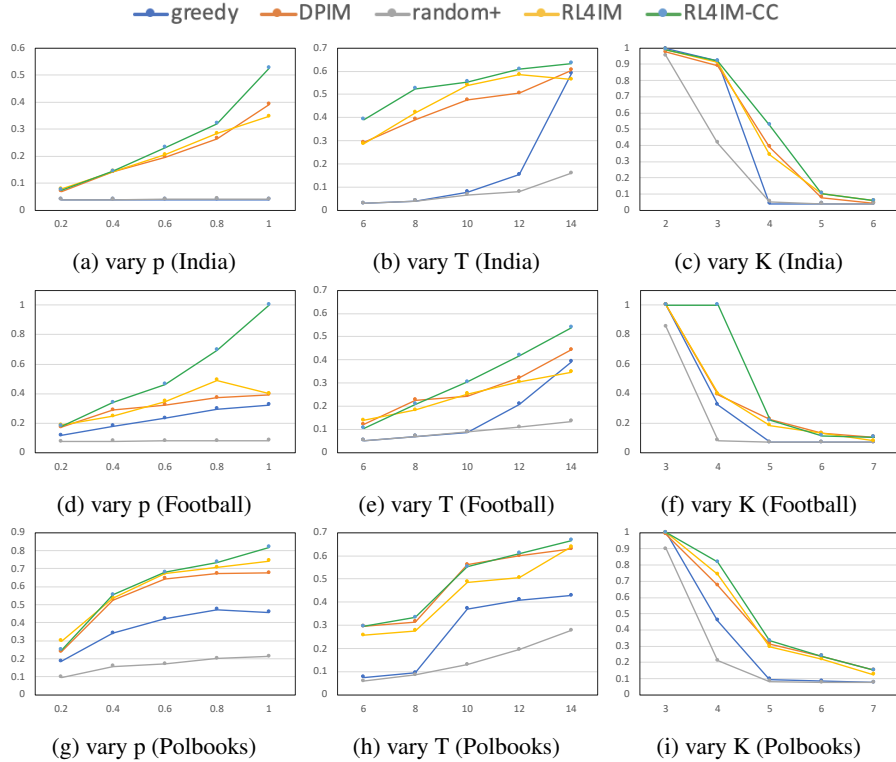 greedy DPIM random+ RL4IM RL4IM-CC
0.6 0.5 0.4 0.3 0.2 0.1 0
0.2 0.4 0.6 0.8 1
0.7 0.6 0.5 0.4 0.3 0.2 0.1 0
6 8 10 12 14
1 0.9 0.8 0.7 0.6 0.5 0.4 0.3 0.2 0.1 0
2 3 4 5 6
(a) vary p (India) (b) vary T (India) (c) vary K (India)
1 0.8 0.6 0.4 0.2 0
0.2 0.4 0.6 0.8 1
0.7 0.6 0.5 0.4 0.3 0.2 0.1 0
6 8 10 12 14
1 0.8 0.6 0.4 0.2 0
3 4 5 6 7
(d) vary p (Football) (e) vary T (Football) (f) vary K (Football)
0.9 0.8 0.7 0.6 0.5 0.4 0.3 0.2 0.1 0
0.2 0.4 0.6 0.8 1
0.7 0.6 0.5 0.4 0.3 0.2 0.1 0
6 8 10 12 14
1 0.9 0.8 0.7 0.6 0.5 0.4 0.3 0.2 0.1 0
3 4 5 6 7
(g) vary p (Polbooks) (h) vary T (Polbooks) (i) vary K (Polbooks)